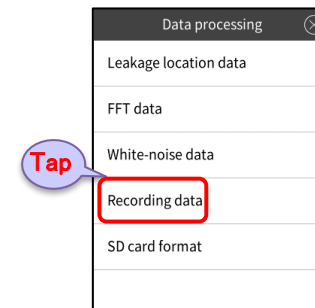 Data processing
Leakage location data
FFT data
White-noise data
Tap
Recording data
SD card format